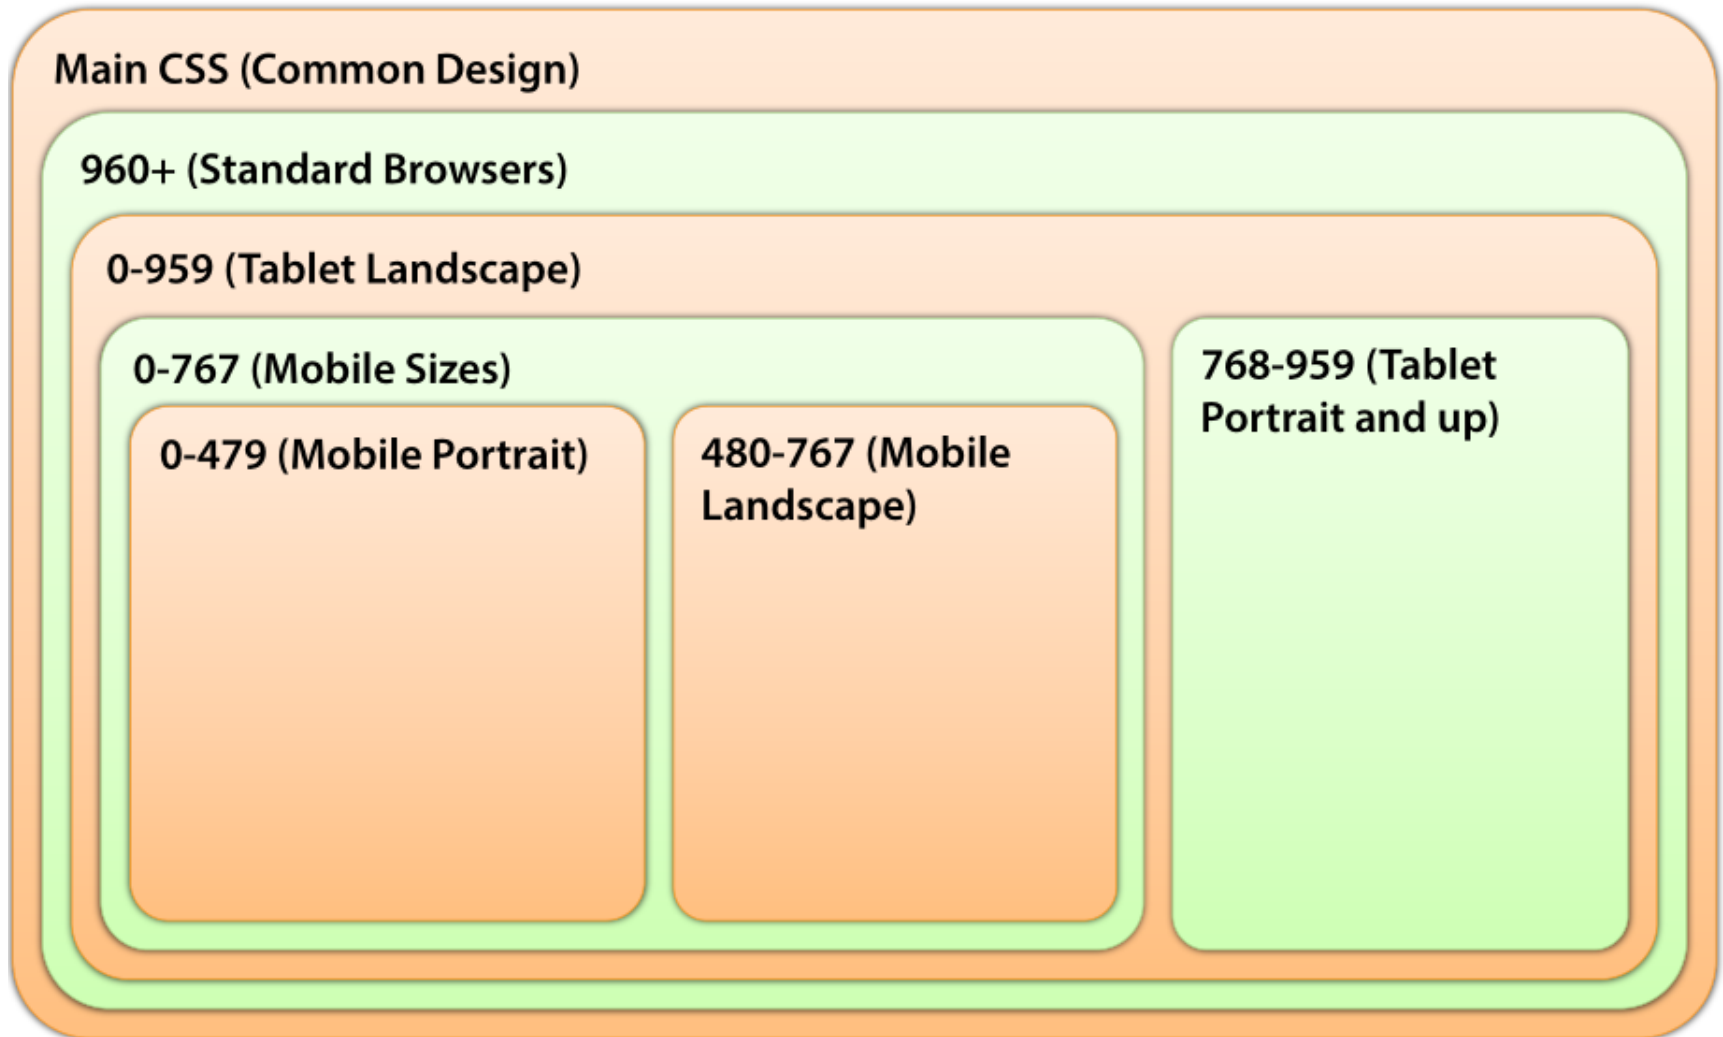 Main CSS (Common Design)
960+ (Standard Browsers)
0-959 (Tablet Landscape)
0-767 (Mobile Sizes)
0-479 (Mobile Portrait)
480-767 (Mobile
Landscape)
768-959 (Tablet
Portrait and up)